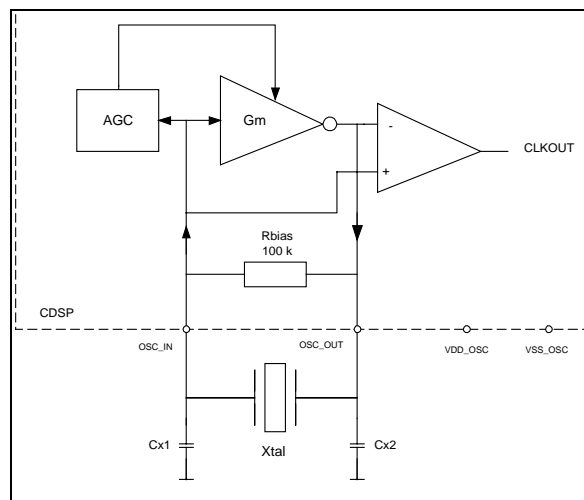 AGC
Gm
-
+
CLKOUT
Rbias
100 k
CDSP
OSC_IN
OSC_OUT
VDD_OSC
VSS_OSC
Cx1
Xtal
Cx2